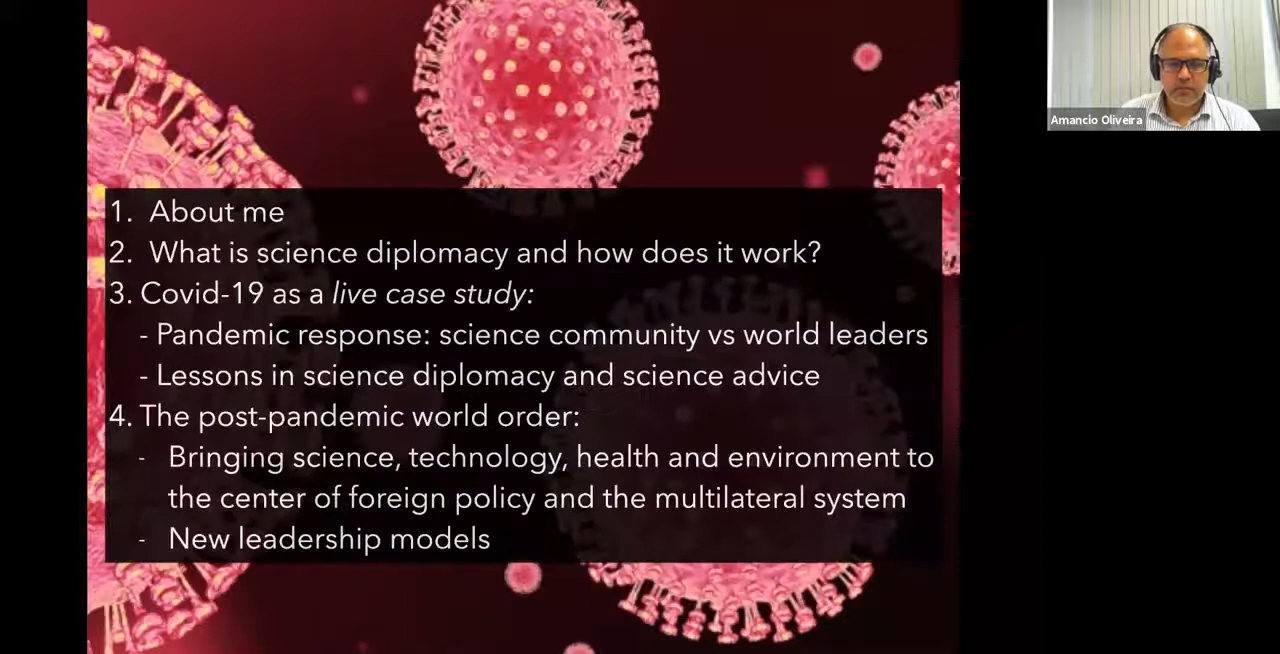 1. About me
2. What is science diplomacy and how does it work?
3. Covid-19 as a live case study:
- Pandemic response: science community vs world leaders
- Lessons in science diplomacy and science advice
4. The post-pandemic world order:
- Bringing science, technology, health and environment to
the center of foreign policy and the multilateral system
- New leadership models
Amancio Oliveira